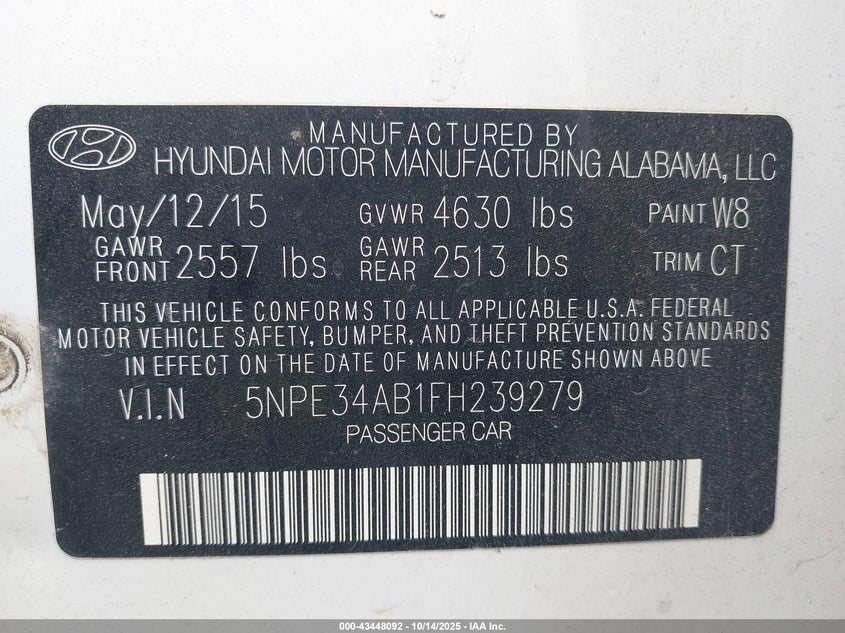 MANUFACTURED BY
HYUNDAI MOTOR MANUFACTURING ALABAMA, LLC
May/12/15 GVWR 4630 lbs PAINT W8
GAWR FRONT 2557 lbs GAWR REAR 2513 lbs TRIM CT
THIS VEHICLE CONFORMS TO ALL APPLICABLE U.S.A. FEDERAL
MOTOR VEHICLE SAFETY, BUMPER, AND THEFT PREVENTION STANDARDS
IN EFFECT ON THE DATE OF MANUFACTURE SHOWN ABOVE
V.I.N 5NPE34AB1FH239279
PASSENGER CAR
000-43448092 - 10/14/2025 - IAA Inc.